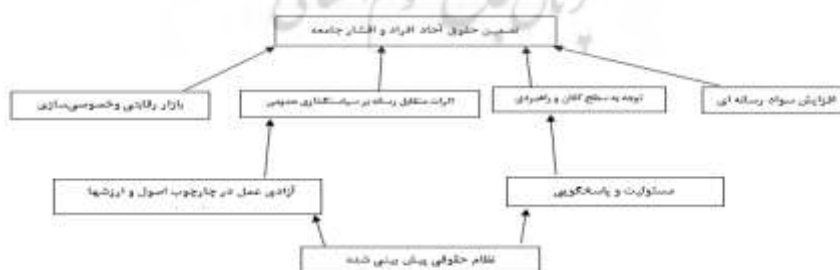 تضمین حقوق آحاد افراد و اقشار جامعه
افزایش سواد رسانه ای
توجه به سطح کلان و راهبردی
اثرات متقابل رسانه بر سیاستگذاری عمومی
بازار رقابتی وخصوصی‌سازی
مسئولیت و پاسخگویی
آزادی عمل در چارچوب اصول و ارزشها
نظام حقوقی پیش بینی شده